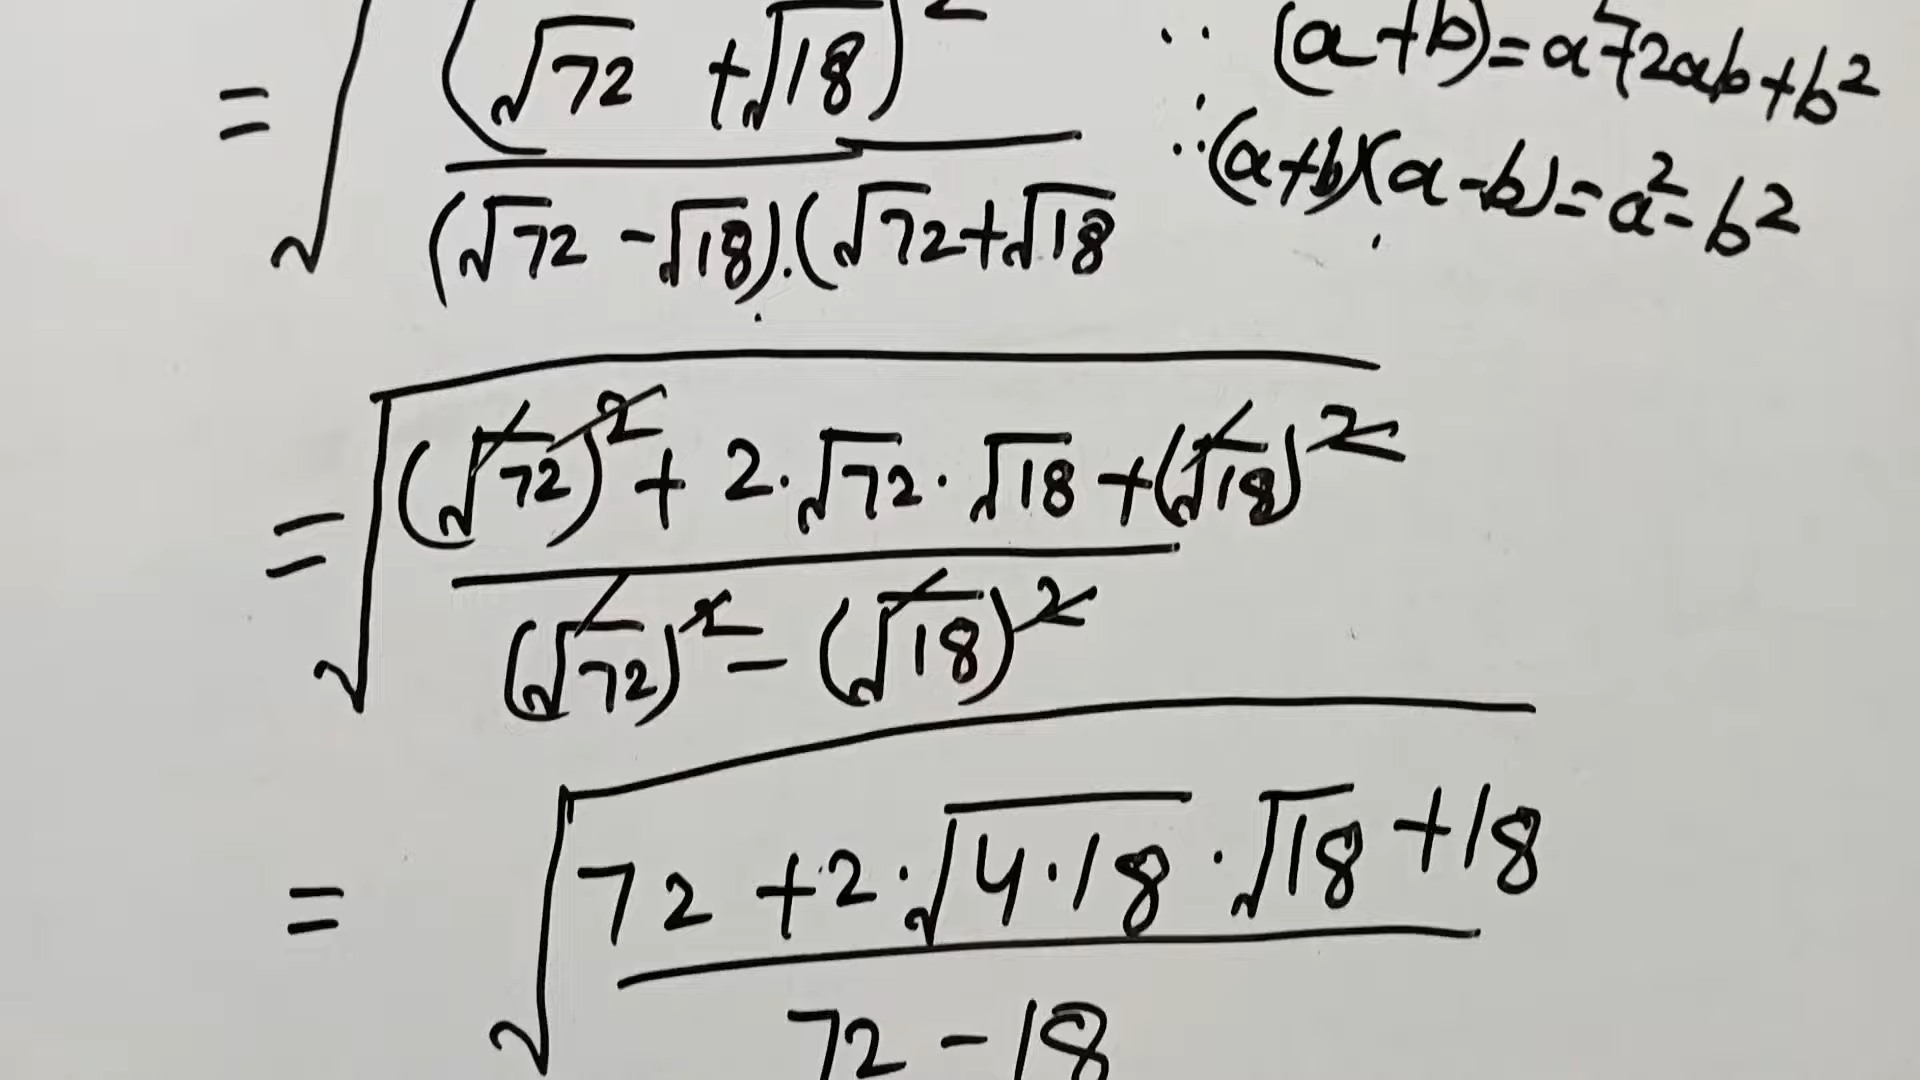 = √((√72 + √18)² / ((√72 - √18).(√72 + √18)
∵ (a+b) = a²+2ab+b²
∵ (a+b)(a-b) = a²-b²
= √(((√72)² + 2·√72·√18 + (√18)²) / ((√72)² - (√18)²))
= √((72 + 2·√(4·18)·√18 + 18) / (72 - 18))